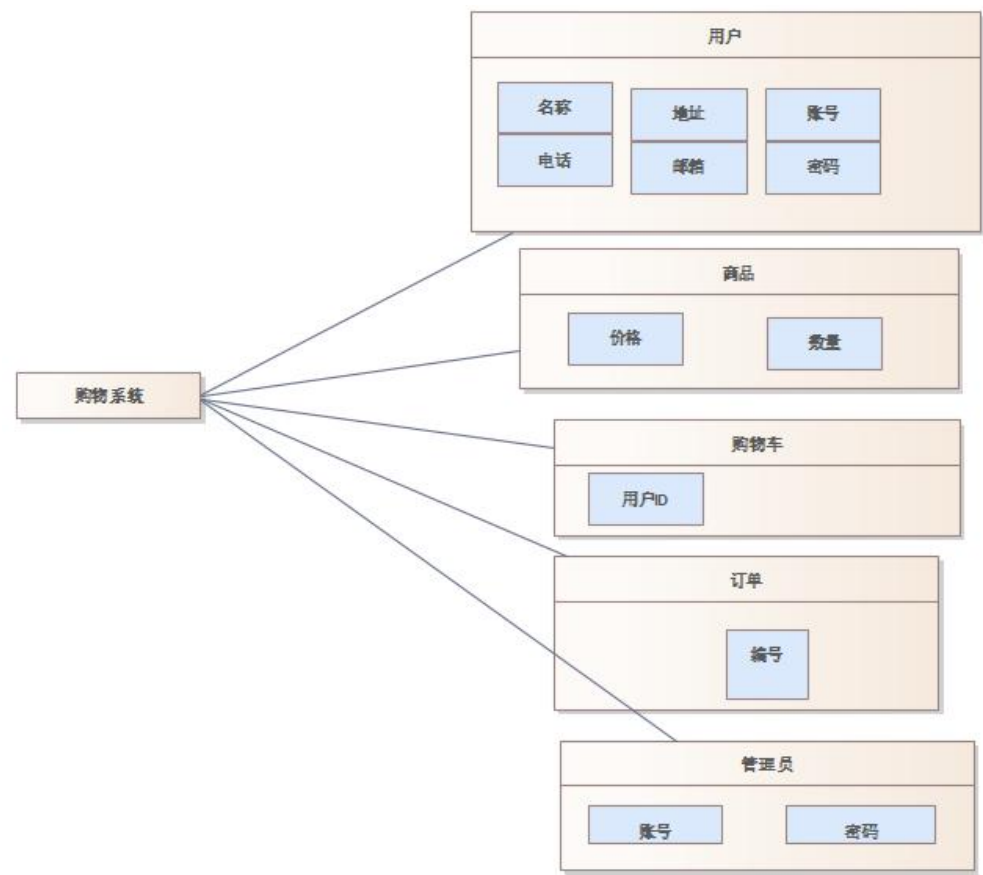 用户
名称
地址
账号
电话
邮箱
密码
商品
价格
数量
购物系统
购物车
用户ID
订单
编号
管理员
账号
密码